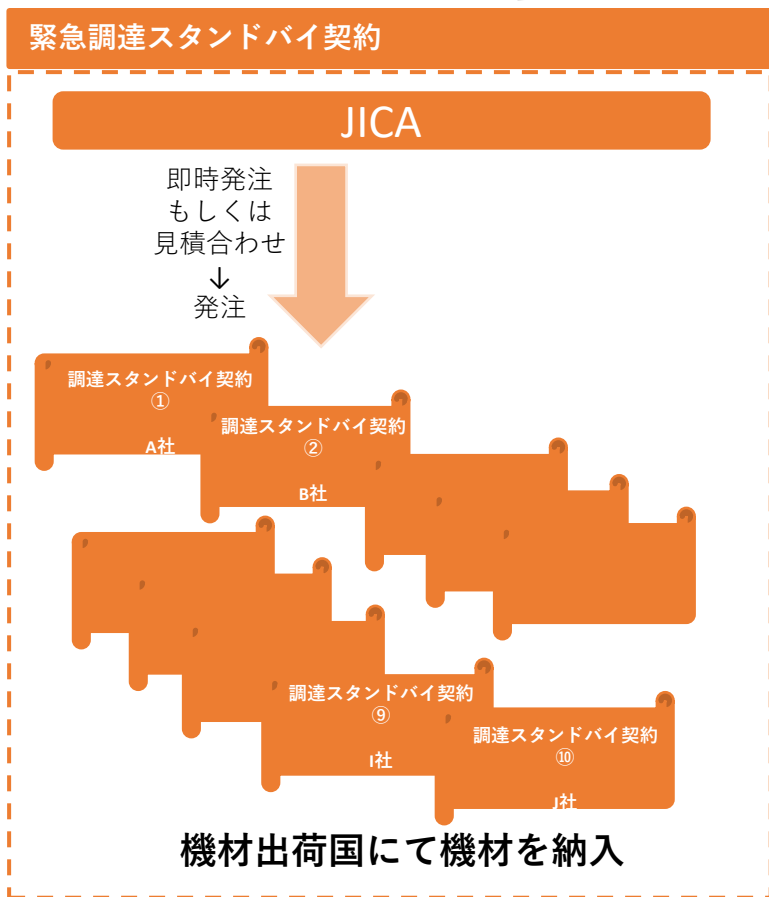 緊急調達スタンドバイ契約
JICA
即時発注
もしくは
見積合わせ
↓
発注
調達スタンドバイ契約
①
A社
調達スタンドバイ契約
②
B社
調達スタンドバイ契約
⑨
I社
調達スタンドバイ契約
⑩
J社
機材出荷国にて機材を納入